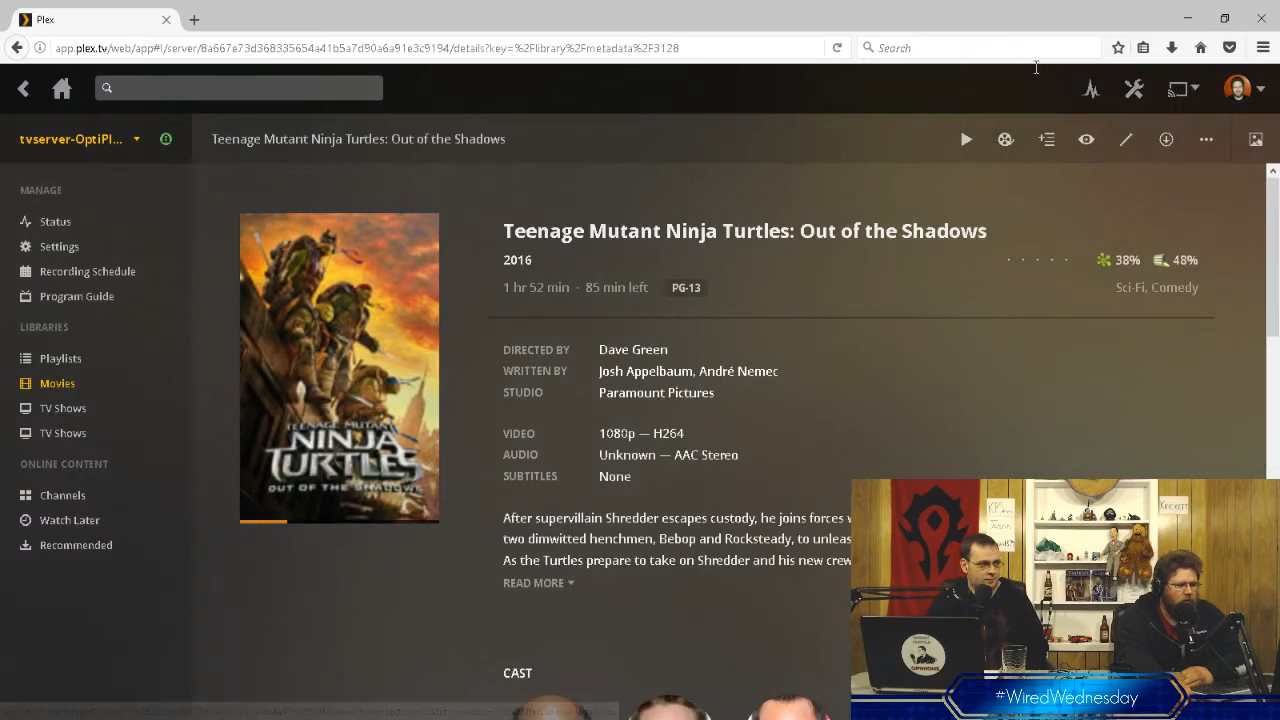 Plex
app.plex.tv/web/app#!/server/8a667e73d368335654a41b5a7d90a6a91e3c9194/details?key=%2Flibrary%2Fmetadata%2F3128
Search
tvserver-OptiPl...
Teenage Mutant Ninja Turtles: Out of the Shadows
MANAGE
Status
Settings
Recording Schedule
Program Guide
LIBRARIES
Playlists
Movies
TV Shows
TV Shows
ONLINE CONTENT
Channels
Watch Later
Recommended
TEENAGE MUTANT
NINJA
TURTLES
OUT OF THE SHADOWS
Teenage Mutant Ninja Turtles: Out of the Shadows
2016
38% 48%
1 hr 52 min · 85 min left PG-13
Sci-Fi, Comedy
DIRECTED BY Dave Green
WRITTEN BY Josh Appelbaum, André Nemec
STUDIO Paramount Pictures
VIDEO 1080p — H264
AUDIO Unknown — AAC Stereo
SUBTITLES None
After supervillain Shredder escapes custody, he joins forces
two dimwitted henchmen, Bebop and Rocksteady, to unleas
As the Turtles prepare to take on Shredder and his new crew
READ MORE
CAST
Jason
Krickett
OPINIONS
#WiredWednesday